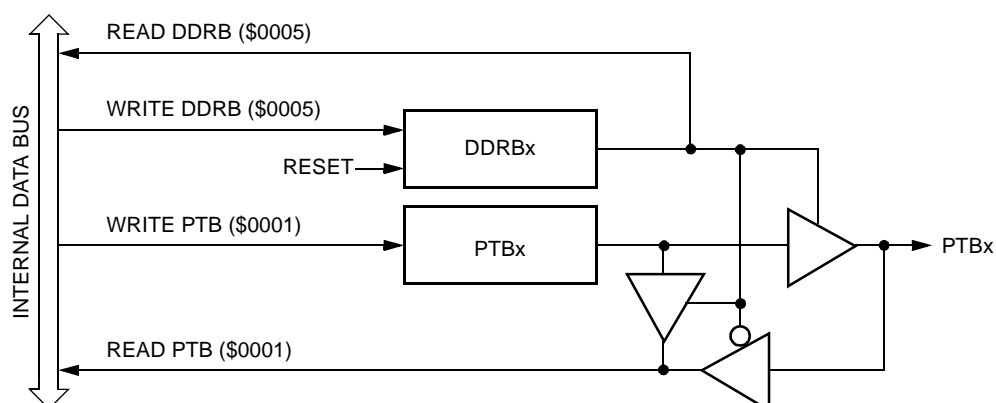 READ DDRB ($0005)
WRITE DDRB ($0005)
DDRBx
RESET
INTERNAL DATA BUS
WRITE PTB ($0001)
PTBx
PTBx
READ PTB ($0001)